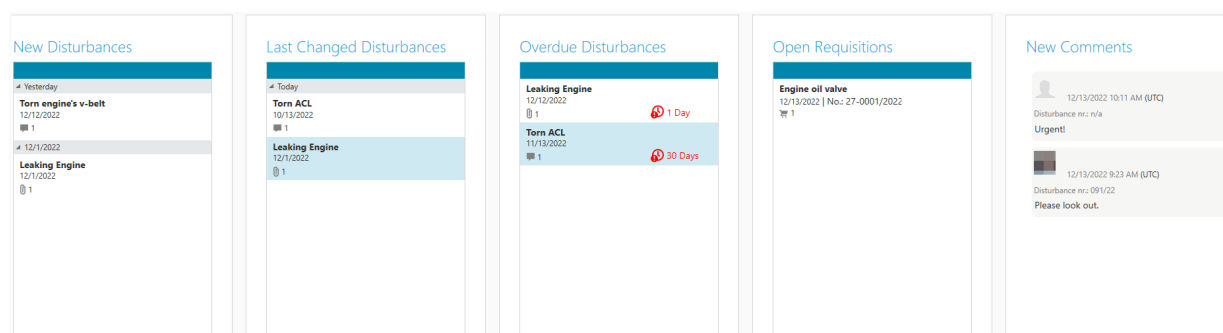 New Disturbances
Yesterday
Torn engine's v-belt
12/12/2022
1
12/1/2022
Leaking Engine
12/1/2022
1
Last Changed Disturbances
Today
Torn ACL
10/13/2022
1
Leaking Engine
12/1/2022
1
Overdue Disturbances
Leaking Engine
12/12/2022
1 1 Day
Torn ACL
11/13/2022
1 30 Days
Open Requisitions
Engine oil valve
12/13/2022 | No.: 27-0001/2022
1
New Comments
12/13/2022 10:11 AM (UTC)
Disturbance nr.: n/a
Urgent!
12/13/2022 9:23 AM (UTC)
Disturbance nr.: 091/22
Please look out.